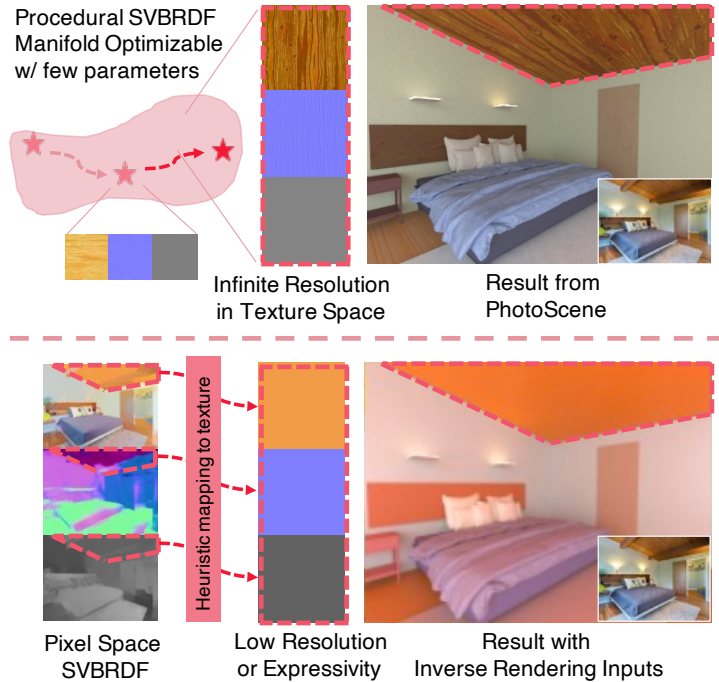 Procedural SVBRDF
Manifold Optimizable
w/ few parameters
Infinite Resolution
in Texture Space
Result from
PhotoScene
Heuristic mapping to texture
Pixel Space
SVBRDF
Low Resolution
or Expressivity
Result with
Inverse Rendering Inputs